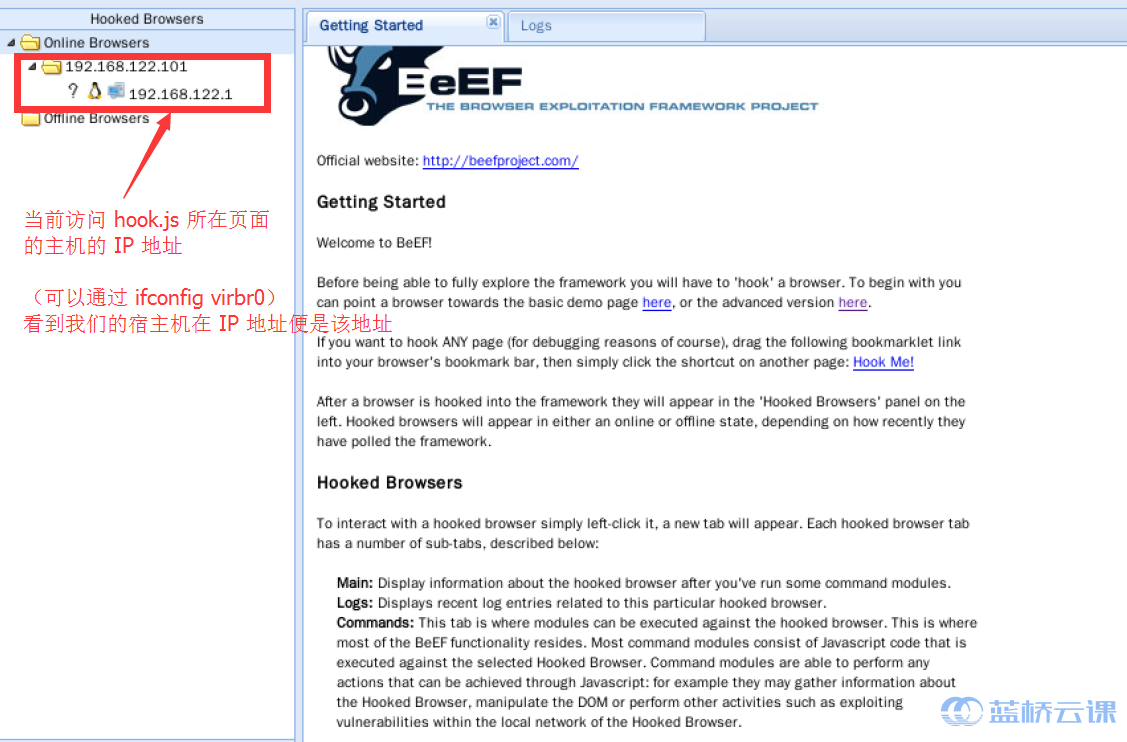 Hooked Browsers
Online Browsers
192.168.122.101
? 192.168.122.1
Offline Browsers
当前访问 hook.js 所在页面
的主机的 IP 地址
（可以通过 ifconfig virbr0）
看到我们的宿主机在 IP 地址便是该地址
Getting Started
Logs
BeEF
THE BROWSER EXPLOITATION FRAMEWORK PROJECT
Official website: http://beefproject.com/
Getting Started
Welcome to BeEF!
Before being able to fully explore the framework you will have to 'hook' a browser. To begin with you
can point a browser towards the basic demo page here, or the advanced version here.
If you want to hook ANY page (for debugging reasons of course), drag the following bookmarklet link
into your browser's bookmark bar, then simply click the shortcut on another page: Hook Me!
After a browser is hooked into the framework they will appear in the 'Hooked Browsers' panel on the
left. Hooked browsers will appear in either an online or offline state, depending on how recently they
have polled the framework.
Hooked Browsers
To interact with a hooked browser simply left-click it, a new tab will appear. Each hooked browser tab
has a number of sub-tabs, described below:
Main: Display information about the hooked browser after you've run some command modules.
Logs: Displays recent log entries related to this particular hooked browser.
Commands: This tab is where modules can be executed against the hooked browser. This is where
most of the BeEF functionality resides. Most command modules consist of Javascript code that is
executed against the selected Hooked Browser. Command modules are able to perform any
actions that can be achieved through Javascript: for example they may gather information about
the Hooked Browser, manipulate the DOM or perform other activities such as exploiting
vulnerabilities within the local network of the Hooked Browser.
蓝桥云课